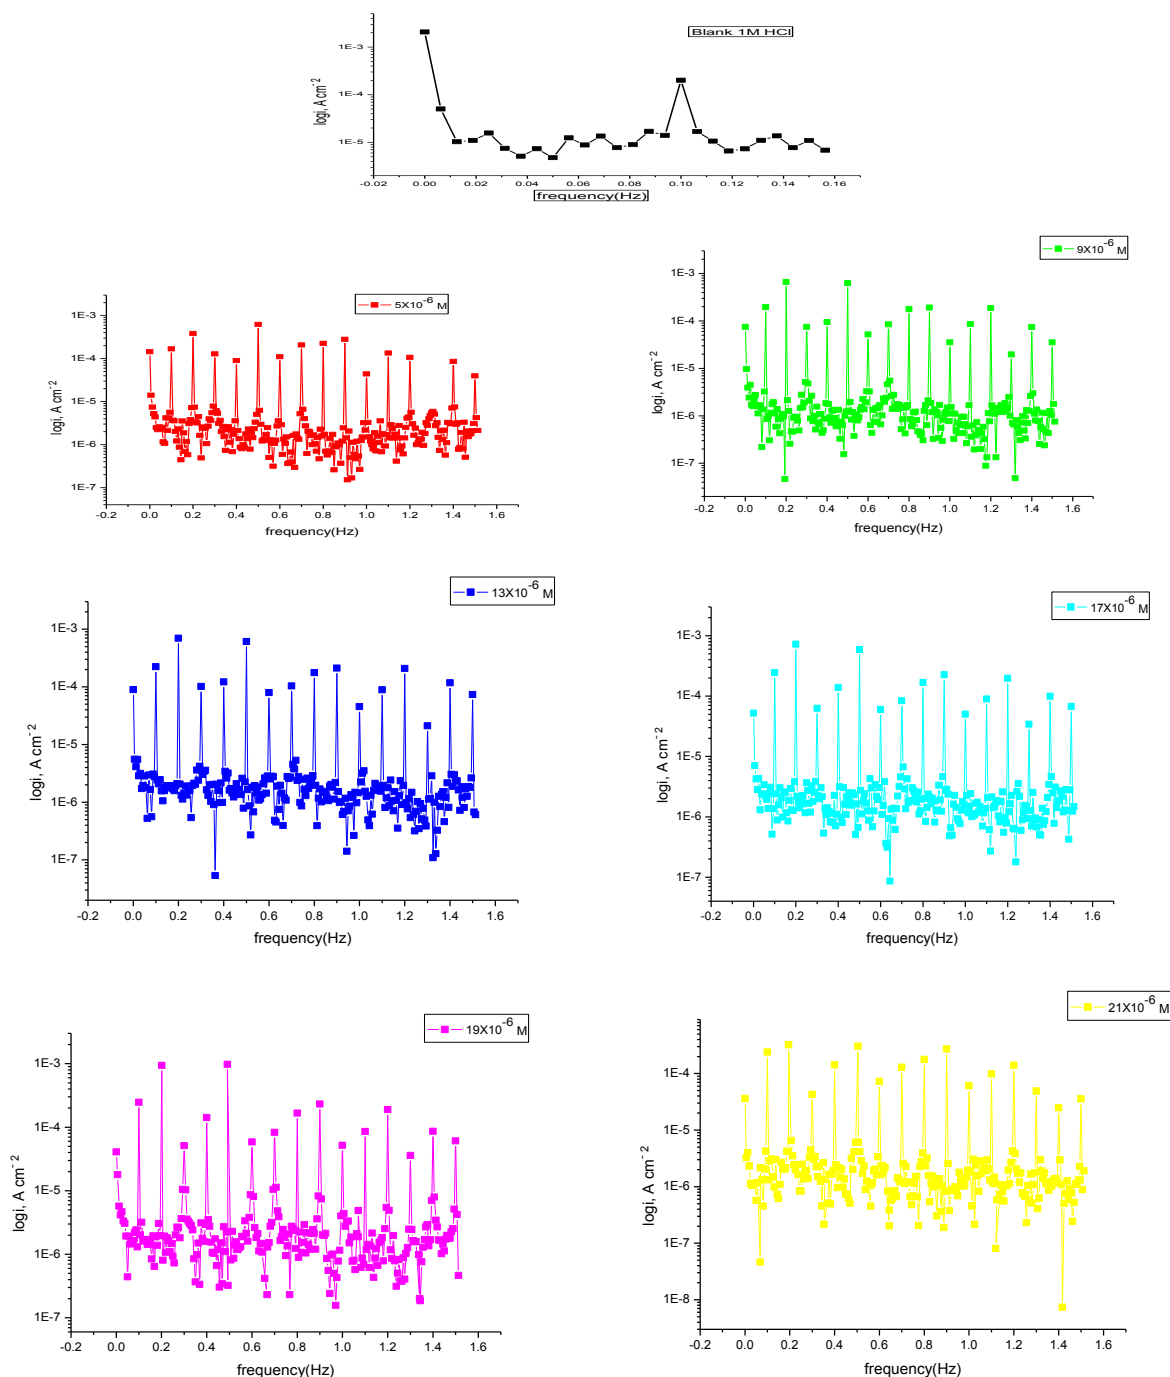 Blank 1M HCl
logi, A cm-2
1E-3
1E-4
1E-5
-0.02 0.00 0.02 0.04 0.06 0.08 0.10 0.12 0.14 0.16
frequency(Hz)
5X10-6 M
logi, A cm-2
1E-3
1E-4
1E-5
1E-6
1E-7
-0.2 0.0 0.2 0.4 0.6 0.8 1.0 1.2 1.4 1.6
frequency(Hz)
9X10-6 M
logi, A cm-2
1E-3
1E-4
1E-5
1E-6
1E-7
-0.2 0.0 0.2 0.4 0.6 0.8 1.0 1.2 1.4 1.6
frequency(Hz)
13X10-6 M
logi, A cm-2
1E-3
1E-4
1E-5
1E-6
1E-7
-0.2 0.0 0.2 0.4 0.6 0.8 1.0 1.2 1.4 1.6
frequency(Hz)
17X10-6 M
logi, A cm-2
1E-3
1E-4
1E-5
1E-6
1E-7
-0.2 0.0 0.2 0.4 0.6 0.8 1.0 1.2 1.4 1.6
frequency(Hz)
19X10-6 M
logi, A cm-2
1E-3
1E-4
1E-5
1E-6
1E-7
-0.2 0.0 0.2 0.4 0.6 0.8 1.0 1.2 1.4 1.6
frequency(Hz)
21X10-6 M
logi, A cm-2
1E-4
1E-5
1E-6
1E-7
1E-8
-0.2 0.0 0.2 0.4 0.6 0.8 1.0 1.2 1.4 1.6
frequency(Hz)